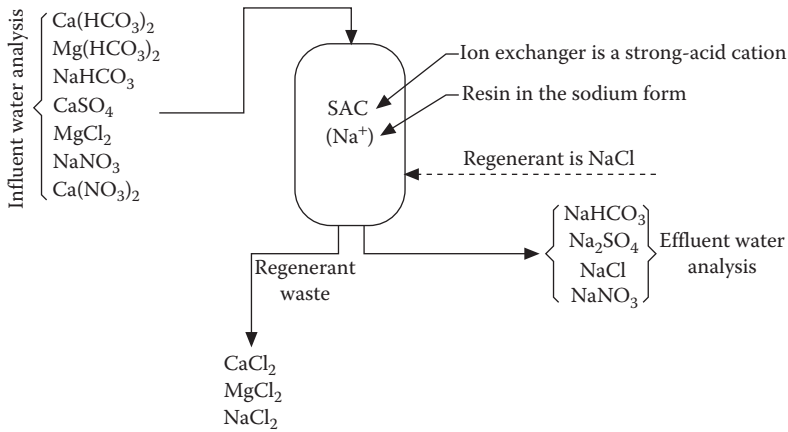 Influent water analysis
Ca(HCO₃)₂
Mg(HCO₃)₂
NaHCO₃
CaSO₄
MgCl₂
NaNO₃
Ca(NO₃)₂
SAC
(Na⁺)
Ion exchanger is a strong-acid cation
Resin in the sodium form
Regenerant is NaCl
NaHCO₃
Na₂SO₄
NaCl
NaNO₃
Effluent water
analysis
Regenerant
waste
CaCl₂
MgCl₂
NaCl₂